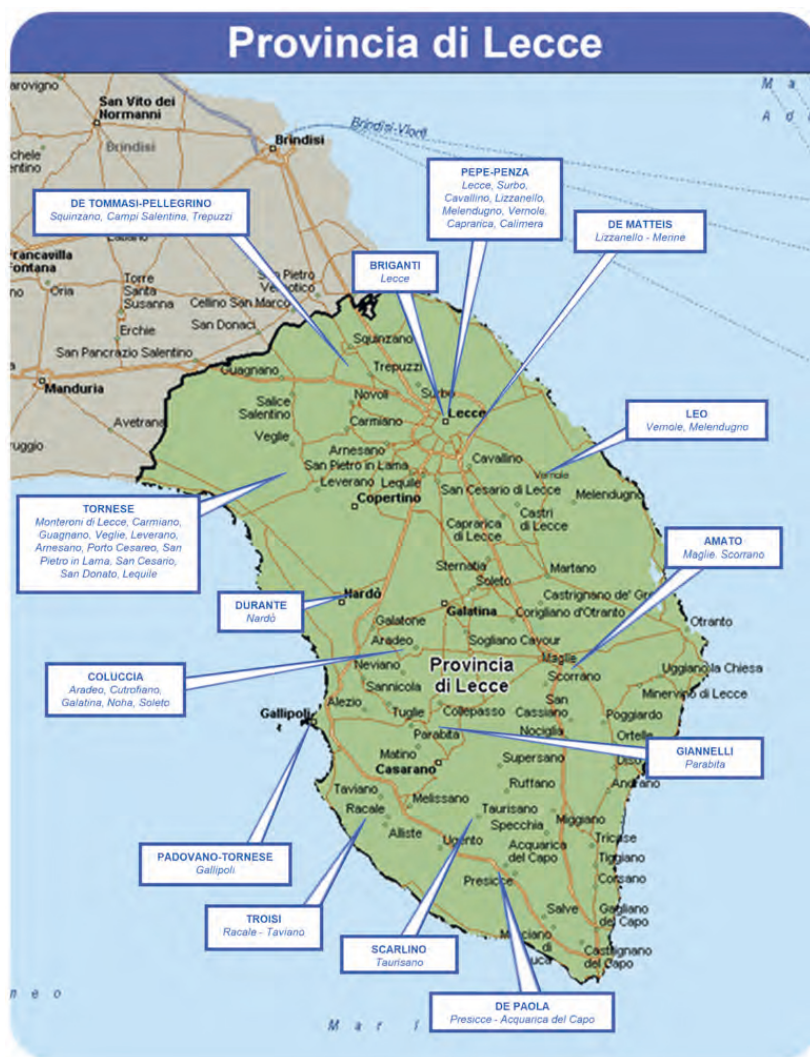 Provincia di Lecce
San Vito dei
Normanni
Brindisi
Brindisi
DE TOMMASI-PELLEGRINO
Squinzano, Campi Salentina, Trepuzzi
PEPE-PENZA
Lecce, Surbo,
Cavallino, Lizzanello,
Melendugno, Vernole,
Caprarica, Calimera
DE MATTEIS
Lizzanello - Merine
BRIGANTI
Lecce
Oria
Torre
Santa
Susanna
Cellino San Marco
Erchie
San Donaci
San Pancrazio Salentino
Manduria
Avetrana
Squinzano
Guagnano
Trepuzzi
Surbo
Salice
Salentino
Novoli
Lecce
Carmiano
Veglie
Arnesano
San Pietro in Lama
Cavallino
Vernole
Leverano
Lequile
San Cesario di Lecce
Melendugno
Copertino
Caprarica
di Lecce
Castri
di Lecce
LEO
Vernole, Melendugno
TORNESE
Monteroni di Lecce, Carmiano,
Guagnano, Veglie, Leverano,
Arnesano, Porto Cesareo, San
Pietro in Lama, San Cesario,
San Donato, Lequile
AMATO
Maglie. Scorrano
Sternatia
Martano
Soleto
Nardò
DURANTE
Nardò
Galatina
Castrignano de' Gre
Corigliano d'Otranto
Galatone
Otranto
Aradeo
Sogliano Cavour
Maglie
Neviano
Provincia
di Lecce
Scorrano
Uggiano la Chiesa
Minervino di Lecce
COLUCCIA
Aradeo, Cutrofiano,
Galatina, Noha, Soleto
Sannicola
Alezio
Tuglie
Collepasso
San
Cassiano
Nociglia
Poggiardo
Ortelle
Gallipoli
Parabita
GIANNELLI
Parabita
Matino
Casarano
Supersano
Andrano
Ruffano
Taviano
Melissano
Racale
Taurisano
Miggiano
Specchia
Alliste
Ugento
Acquarica
del Capo
Tricase
Tiggiano
Presicce
Corsano
PADOVANO-TORNESE
Gallipoli
TROISI
Racale - Taviano
Salve
Gagliano
del Capo
SCARLINO
Taurisano
Castrignano
del Capo
DE PAOLA
Presicce - Acquarica del Capo